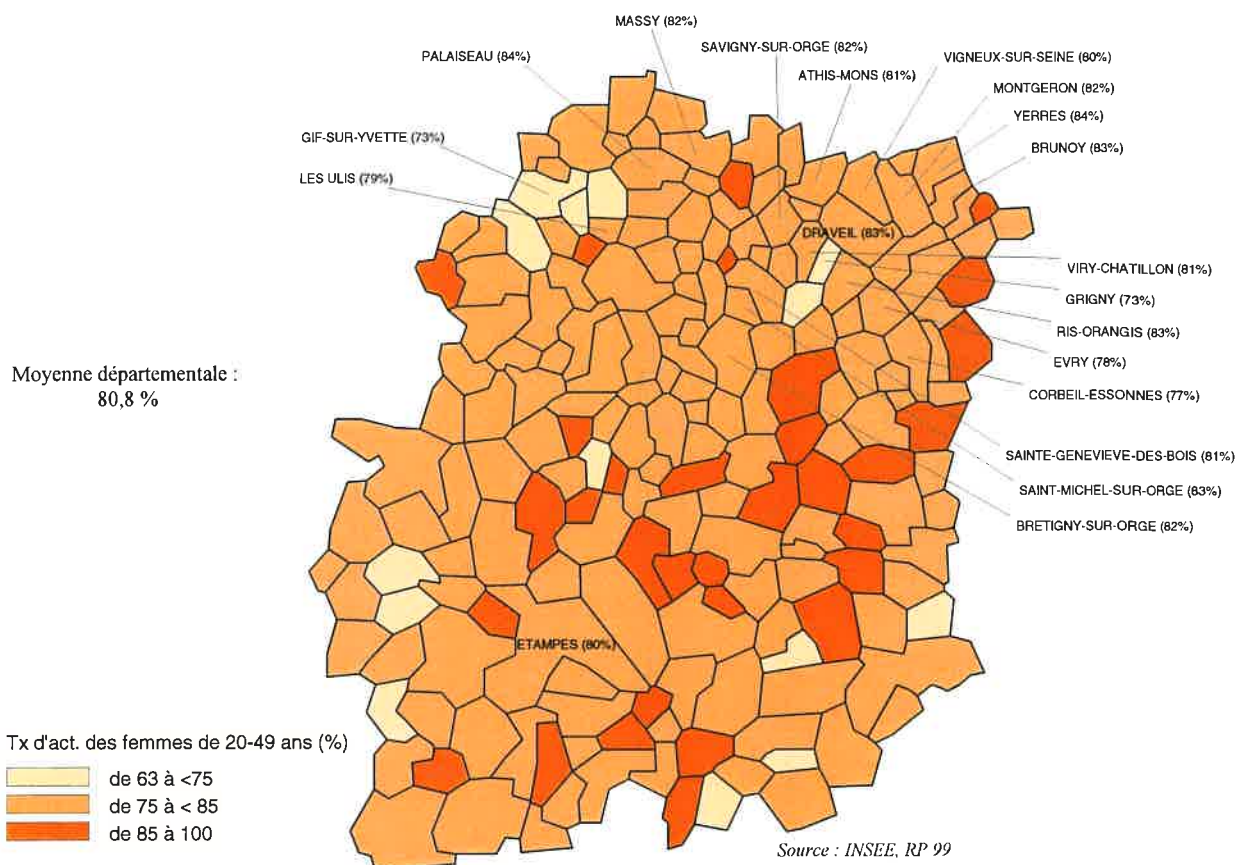 MASSY (82%)
SAVIGNY-SUR-ORGE (82%)
PALAISEAU (84%)
ATHIS-MONS (81%)
VIGNEUX-SUR-SEINE (80%)
MONTGERON (82%)
YERRES (84%)
BRUNOY (83%)
GIF-SUR-YVETTE (73%)
LES ULIS (79%)
DRAVEIL (83%)
VIRY-CHATILLON (81%)
GRIGNY (73%)
RIS-ORANGIS (83%)
EVRY (78%)
CORBEIL-ESSONNES (77%)
Moyenne départementale :
80,8 %
SAINTE-GENEVIEVE-DES-BOIS (81%)
SAINT-MICHEL-SUR-ORGE (83%)
BRETIGNY-SUR-ORGE (82%)
ETAMPES (80%)
Tx d'act. des femmes de 20-49 ans (%)
de 63 à <75
de 75 à < 85
de 85 à 100
Source : INSEE, RP 99